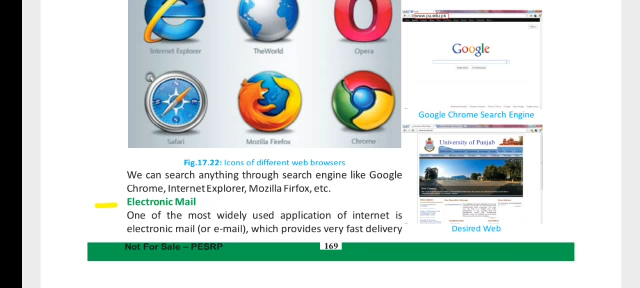 Internet Explorer
TheWorld
Opera
Safari
Mozilla Firefox
Chrome
Fig.17.22: Icons of different web browsers
Google
Google Chrome Search Engine
University of Punjab
Desired Web
We can search anything through search engine like Google
Chrome, Internet Explorer, Mozilla Firfox, etc.
Electronic Mail
One of the most widely used application of internet is
electronic mail (or e-mail), which provides very fast delivery
Not For Sale – PESRP
169